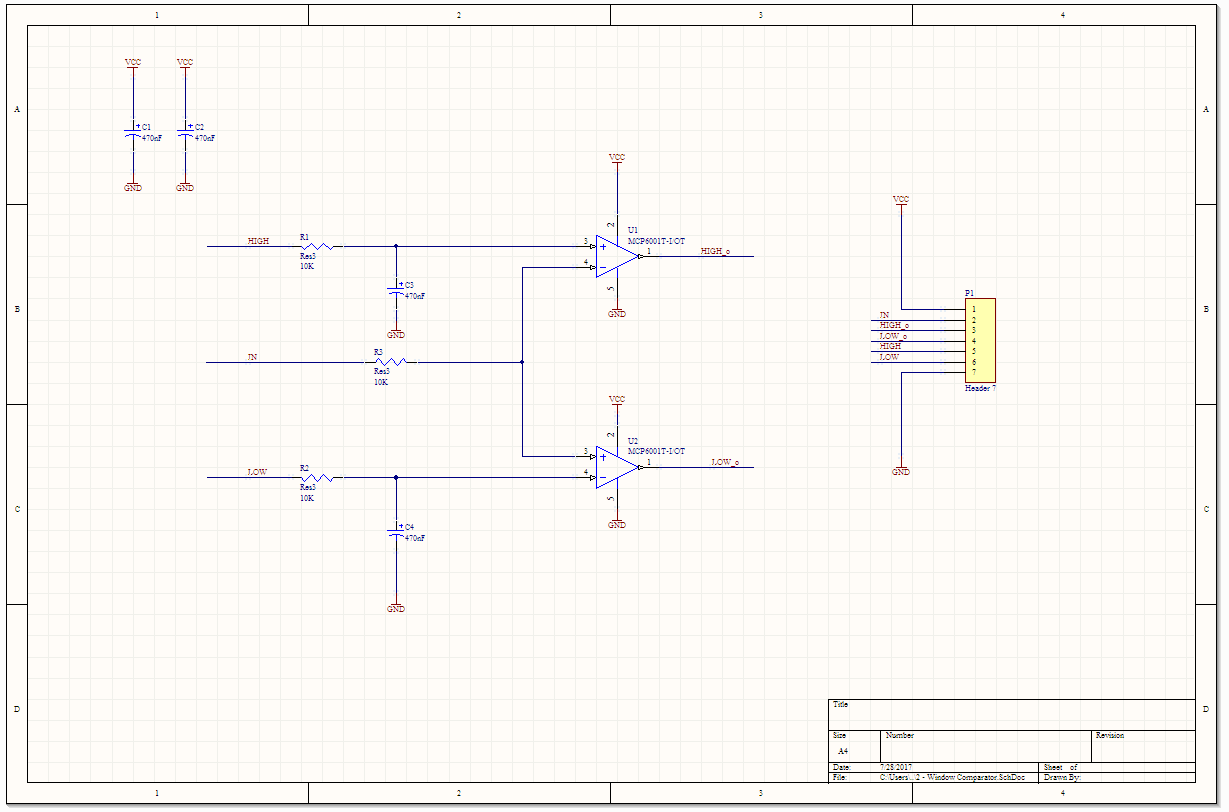 1 2 3 4
A A
B B
C C
D D
VCC VCC
C1 C2
470nF 470nF
GND GND
VCC
2
U1
MCP6001T-I/OT
HIGH R1 3 + 1 HIGH_o
Res3
10K
4 −
C3
470nF
5
GND
GND
IN R3
Res3
10K
VCC
2
U2
MCP6001T-I/OT
3 + 1 LOW_o
LOW R2 4 −
Res3
10K
5
GND
C4
470nF
GND
VCC
P1
1
IN 2
HIGH_o 3
LOW_o 4
HIGH 5
LOW 6
7
Header 7
GND
Title
Size Number Revision
A4
Date: 7/28/2017 Sheet of
File: C:\Users\..\2 - Window Comparator.SchDoc Drawn By:
1 2 3 4